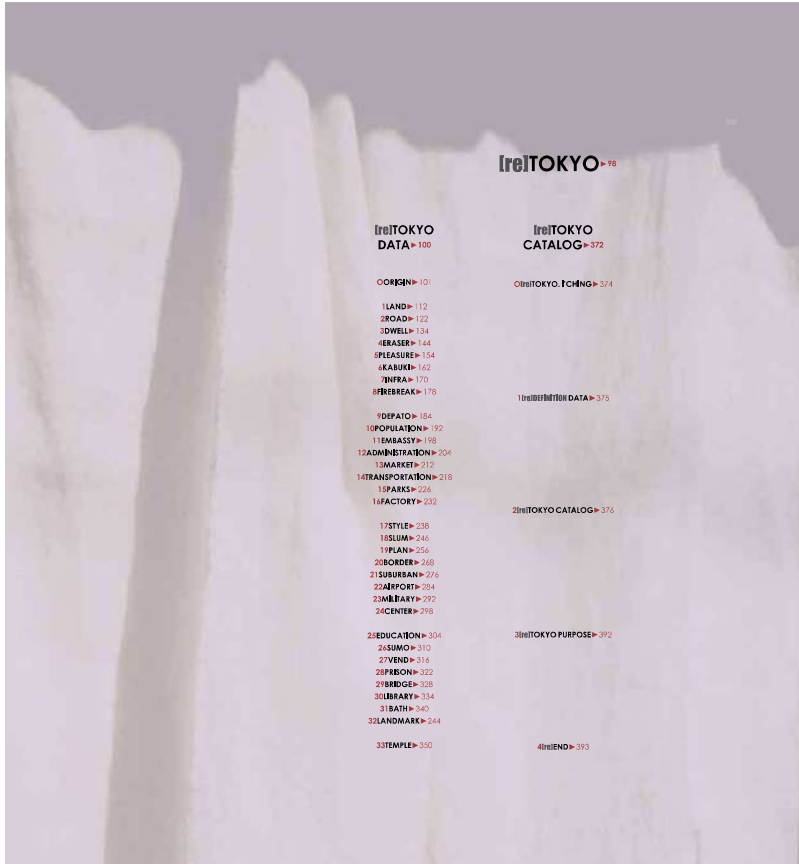 [re]TOKYO ▶ 98
[re]TOKYO
DATA ▶ 100
0ORIGIN ▶ 101
1LAND ▶ 112
2ROAD ▶ 122
3DWELL ▶ 134
4ERASER ▶ 144
5PLEASURE ▶ 154
6KABUKI ▶ 162
7INFRA ▶ 170
8FIREBREAK ▶ 178
9DEPATO ▶ 184
10POPULATION ▶ 192
11EMBASSY ▶ 198
12ADMINISTRATION ▶ 204
13MARKET ▶ 212
14TRANSPORTATION ▶ 218
15PARKS ▶ 226
16FACTORY ▶ 232
17STYLE ▶ 238
18SLUM ▶ 246
19PLAN ▶ 256
20BORDER ▶ 268
21SUBURBAN ▶ 276
22AIRPORT ▶ 284
23MILITARY ▶ 292
24CENTER ▶ 298
25EDUCATION ▶ 304
26SUMO ▶ 310
27VEND ▶ 316
28PRISON ▶ 322
29BRIDGE ▶ 328
30LIBRARY ▶ 334
31BATH ▶ 340
32LANDMARK ▶ 244
33TEMPLE ▶ 350
[re]TOKYO
CATALOG ▶ 372
0[re]TOKYO. I'CHING ▶ 374
1[re]DEFINITION DATA ▶ 375
2[re]TOKYO CATALOG ▶ 376
3[re]TOKYO PURPOSE ▶ 392
4[re]END ▶ 393